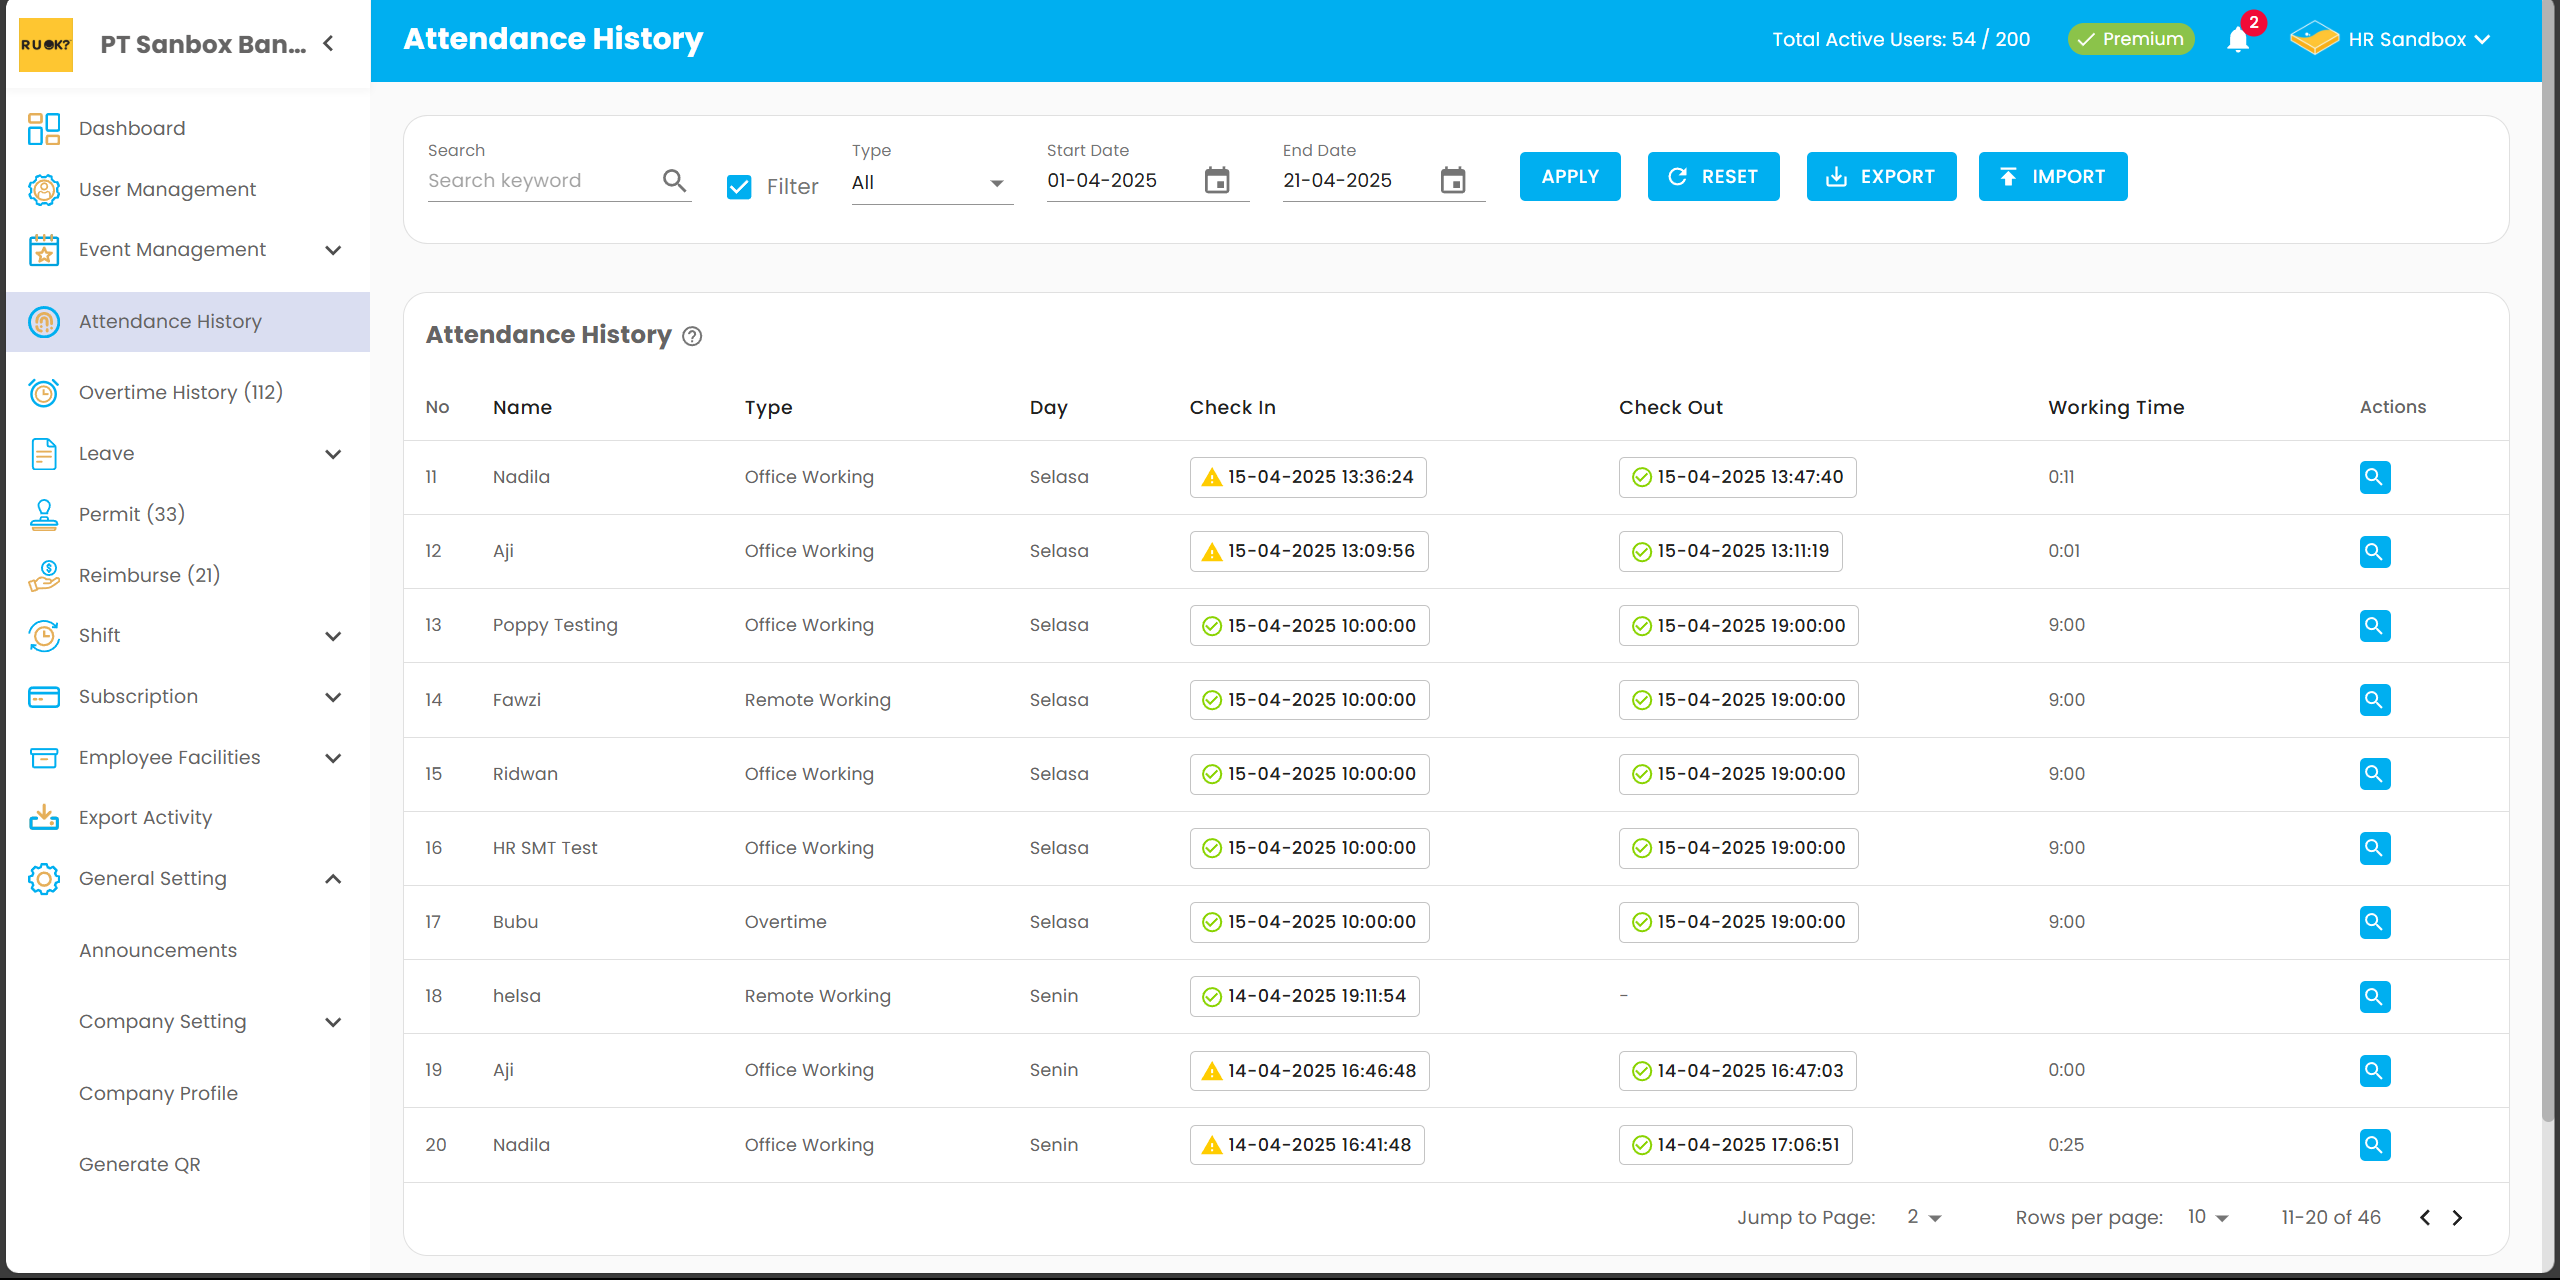 RUOK?
PT Sanbox Ban...
Attendance History
Total Active Users: 54 / 200
Premium
2
HR Sandbox
Dashboard
User Management
Event Management
Attendance History
Overtime History (112)
Leave
Permit (33)
Reimburse (21)
Shift
Subscription
Employee Facilities
Export Activity
General Setting
Announcements
Company Setting
Company Profile
Generate QR
Search
Search keyword
Filter
Type
All
Start Date
01-04-2025
End Date
21-04-2025
APPLY
RESET
EXPORT
IMPORT
Attendance History
No Name Type Day Check In Check Out Working Time Actions
11 Nadila Office Working Selasa 15-04-2025 13:36:24 15-04-2025 13:47:40 0:11
12 Aji Office Working Selasa 15-04-2025 13:09:56 15-04-2025 13:11:19 0:01
13 Poppy Testing Office Working Selasa 15-04-2025 10:00:00 15-04-2025 19:00:00 9:00
14 Fawzi Remote Working Selasa 15-04-2025 10:00:00 15-04-2025 19:00:00 9:00
15 Ridwan Office Working Selasa 15-04-2025 10:00:00 15-04-2025 19:00:00 9:00
16 HR SMT Test Office Working Selasa 15-04-2025 10:00:00 15-04-2025 19:00:00 9:00
17 Bubu Overtime Selasa 15-04-2025 10:00:00 15-04-2025 19:00:00 9:00
18 helsa Remote Working Senin 14-04-2025 19:11:54 -
19 Aji Office Working Senin 14-04-2025 16:46:48 14-04-2025 16:47:03 0:00
20 Nadila Office Working Senin 14-04-2025 16:41:48 14-04-2025 17:06:51 0:25
Jump to Page: 2 Rows per page: 10 11-20 of 46